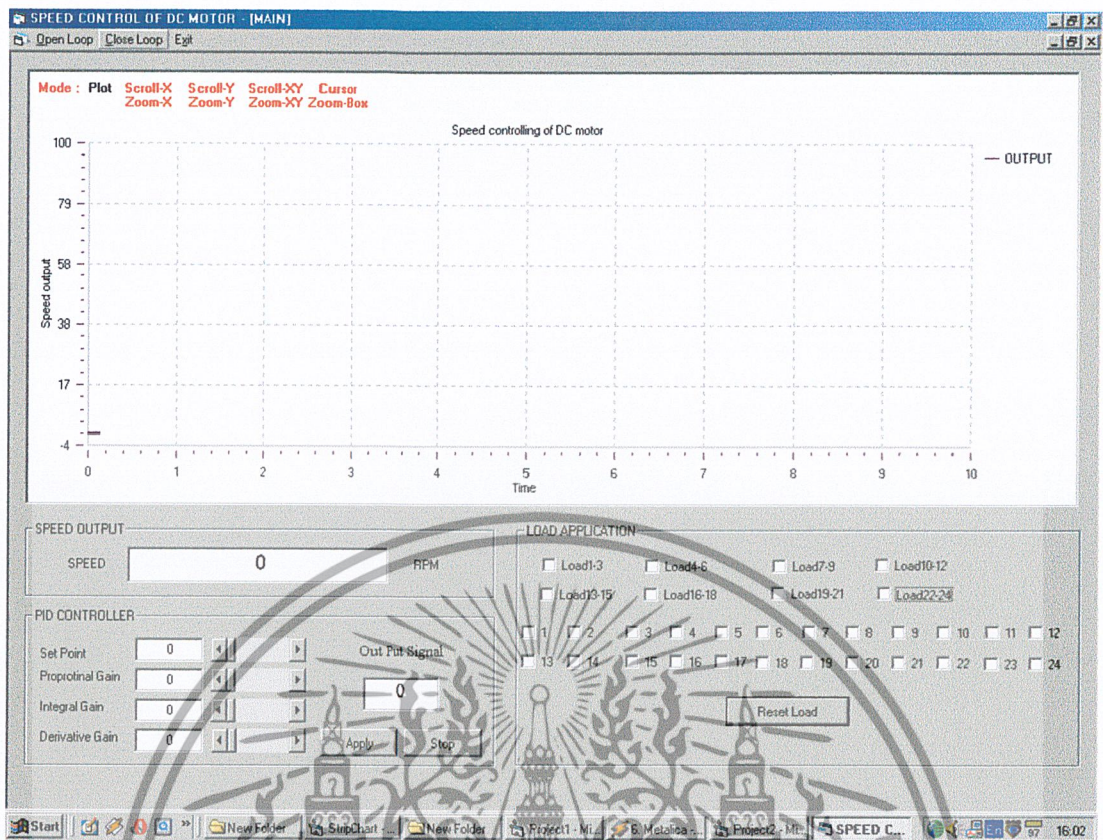 SPEED CONTROL OF DC MOTOR - [MAIN]
Open Loop Close Loop Exit
Mode : Plot Scroll-X Scroll-Y Scroll-XY Cursor
Zoom-X Zoom-Y Zoom-XY Zoom-Box
Speed controlling of DC motor
100
79
58
38
17
-4
Speed output
OUTPUT
0 1 2 3 4 5 6 7 8 9 10
Time
SPEED OUTPUT
SPEED 0 RPM
PID CONTROLLER
Set Point 0
Proprotinal Gain 0
Integral Gain 0
Derivative Gain 0
Out Put Signal
0
Apply Stop
LOAD APPLICATION
Load1-3 Load4-6 Load7-9 Load10-12
Load13-15 Load16-18 Load19-21 Load22-24
1 2 3 4 5 6 7 8 9 10 11 12
13 14 15 16 17 18 19 20 21 22 23 24
Reset Load
Start New Folder StripChart - ... New Folder Project1 - Mi... 6. Metalica - ... Project2 - Mi... SPEED C... En 97 16:02